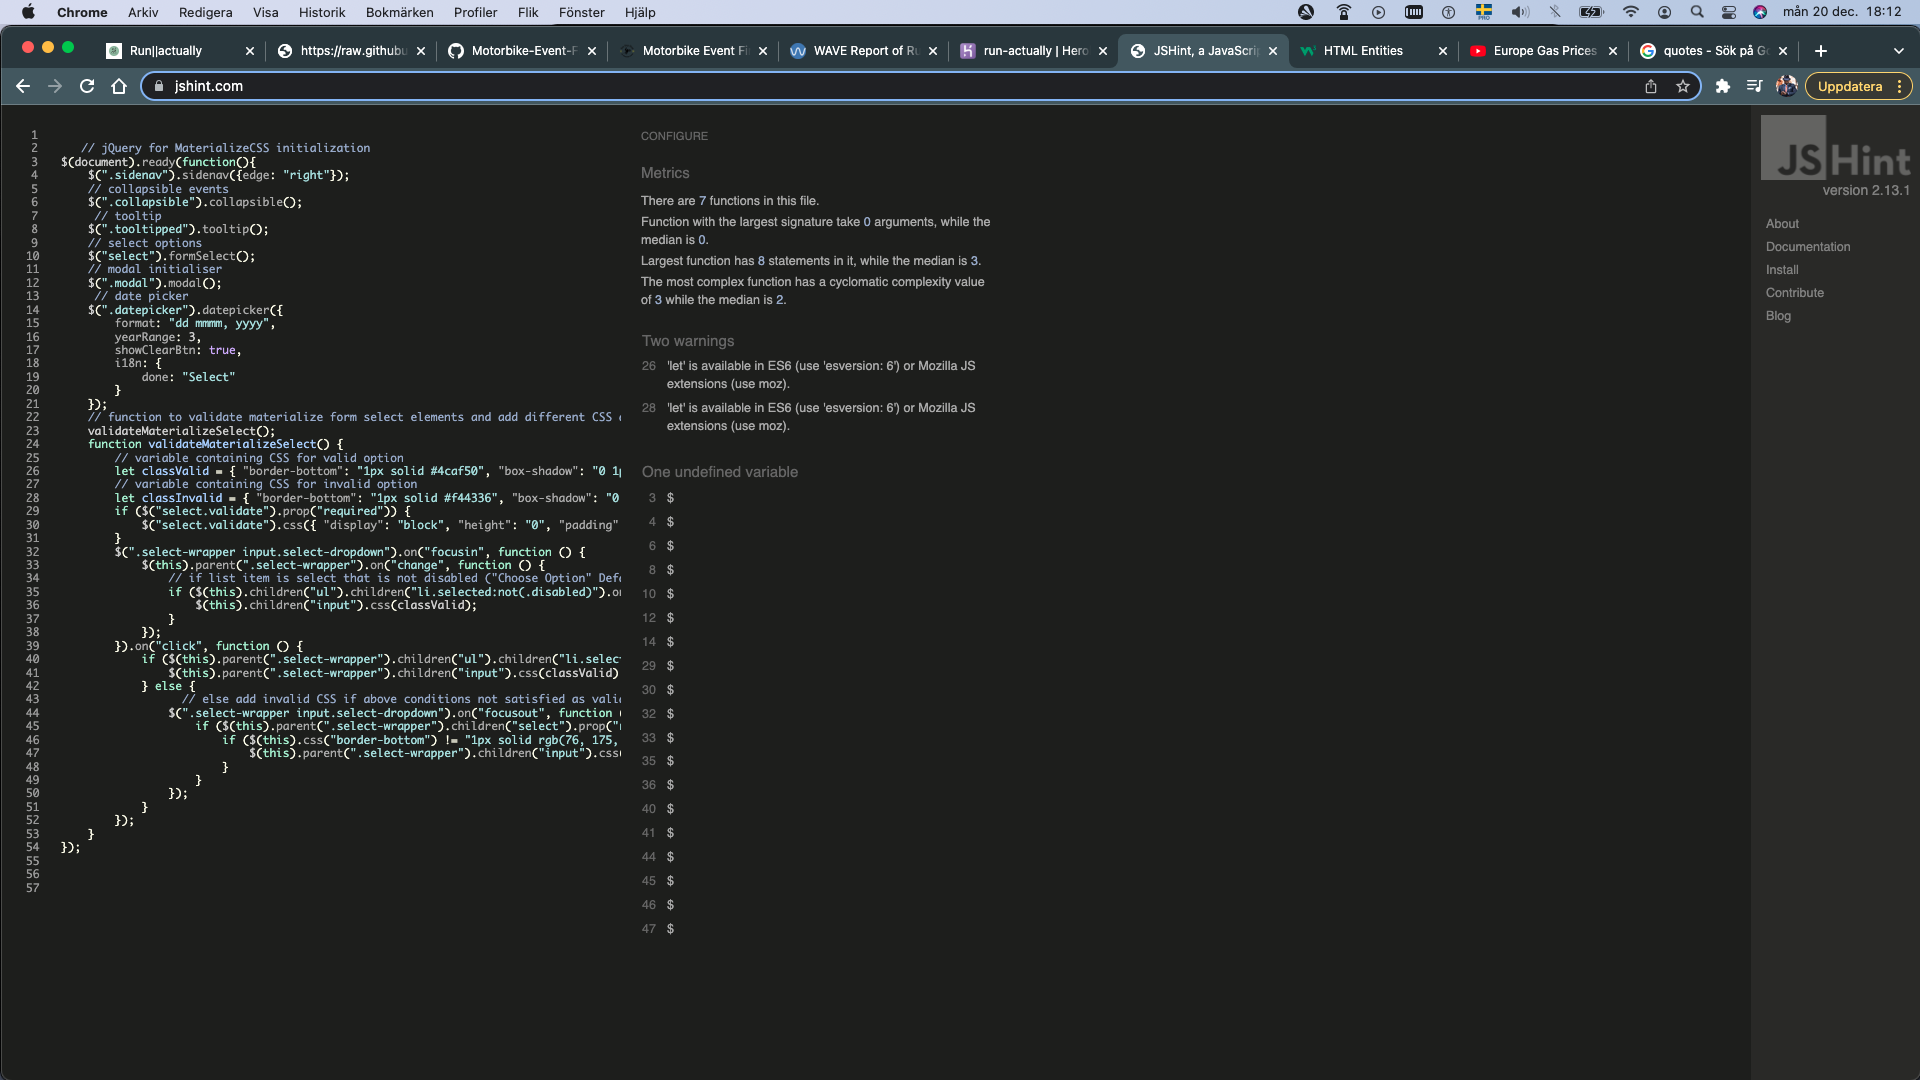 Chrome Arkiv Redigera Visa Historik Bokmärken Profiler Flik Fönster Hjälp mån 20 dec. 18:12
Run||actually https://raw.githubu Motorbike-Event-F Motorbike Event Fi WAVE Report of Ru run-actually | Hero JSHint, a JavaScrip HTML Entities Europe Gas Prices quotes - Sök på Go
jshint.com Uppdatera
1
2 // jQuery for MaterializeCSS initialization
3 $(document).ready(function(){
4 $(".sidenav").sidenav({edge: "right"});
5 // collapsible events
6 $(".collapsible").collapsible();
7 // tooltip
8 $(".tooltipped").tooltip();
9 // select options
10 $("select").formSelect();
11 // modal initialiser
12 $(".modal").modal();
13 // date picker
14 $(".datepicker").datepicker({
15 format: "dd mmmm, yyyy",
16 yearRange: 3,
17 showClearBtn: true,
18 i18n: {
19 done: "Select"
20 }
21 });
22 // function to validate materialize form select elements and add different CSS
23 validateMaterializeSelect();
24 function validateMaterializeSelect() {
25 // variable containing CSS for valid option
26 let classValid = { "border-bottom": "1px solid #4caf50", "box-shadow": "0 1p
27 // variable containing CSS for invalid option
28 let classInvalid = { "border-bottom": "1px solid #f44336", "box-shadow": "0
29 if ($("select.validate").prop("required")) {
30 $("select.validate").css({ "display": "block", "height": "0", "padding"
31 }
32 $(".select-wrapper input.select-dropdown").on("focusin", function () {
33 $(this).parent(".select-wrapper").on("change", function () {
34 // if list item is select that is not disabled ("Choose Option" Defa
35 if ($(this).children("ul").children("li.selected:not(.disabled)").on
36 $(this).children("input").css(classValid);
37 }
38 });
39 }).on("click", function () {
40 if ($(this).parent(".select-wrapper").children("ul").children("li.selec
41 $(this).parent(".select-wrapper").children("input").css(classValid)
42 } else {
43 // else add invalid CSS if above conditions not satisfied as vali
44 $(".select-wrapper input.select-dropdown").on("focusout", function
45 if ($(this).parent(".select-wrapper").children("select").prop("
46 if ($(this).css("border-bottom") != "1px solid rgb(76, 175,
47 $(this).parent(".select-wrapper").children("input").css(
48 }
49 }
50 });
51 }
52 });
53 }
54 });
55
56
57
CONFIGURE
Metrics
There are 7 functions in this file.
Function with the largest signature take 0 arguments, while the
median is 0.
Largest function has 8 statements in it, while the median is 3.
The most complex function has a cyclomatic complexity value
of 3 while the median is 2.
Two warnings
26 'let' is available in ES6 (use 'esversion: 6') or Mozilla JS
extensions (use moz).
28 'let' is available in ES6 (use 'esversion: 6') or Mozilla JS
extensions (use moz).
One undefined variable
3 $
4 $
6 $
8 $
10 $
12 $
14 $
29 $
30 $
32 $
33 $
35 $
36 $
40 $
41 $
44 $
45 $
46 $
47 $
JSHint
version 2.13.1
About
Documentation
Install
Contribute
Blog